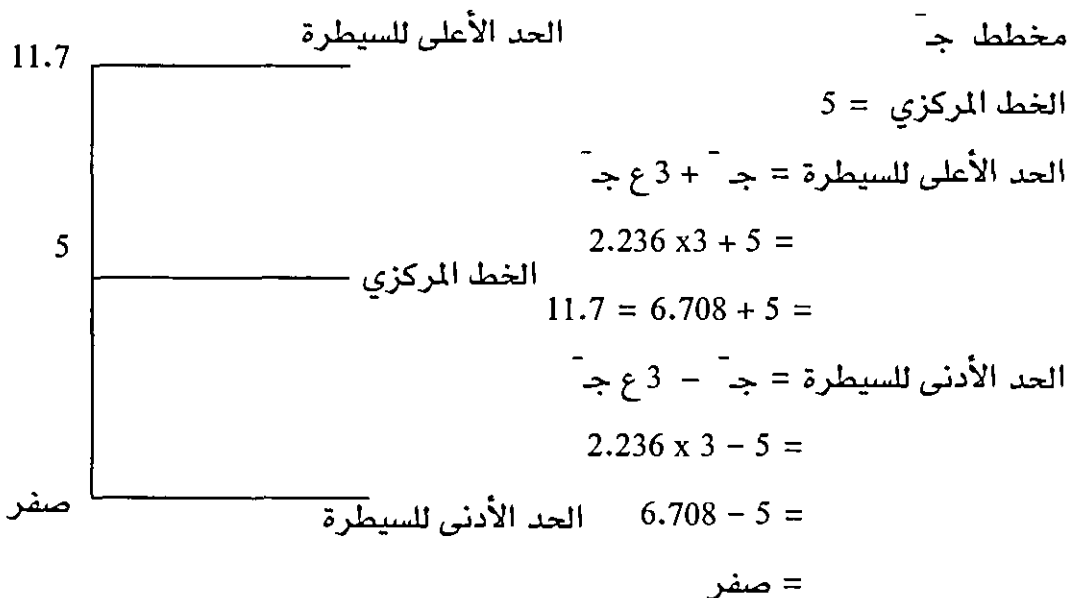 مخطط جـ¯
الخط المركزي = 5
الحد الأعلى للسيطرة = جـ¯ + 3 ع جـ¯
= 5 + 3x 2.236
= 5 + 6.708 = 11.7
الحد الأدنى للسيطرة = جـ¯ – 3 ع جـ¯
= 5 – 3 x 2.236
= 5 – 6.708
= صفر
الحد الأعلى للسيطرة
11.7
5
الخط المركزي
صفر
الحد الأدنى للسيطرة